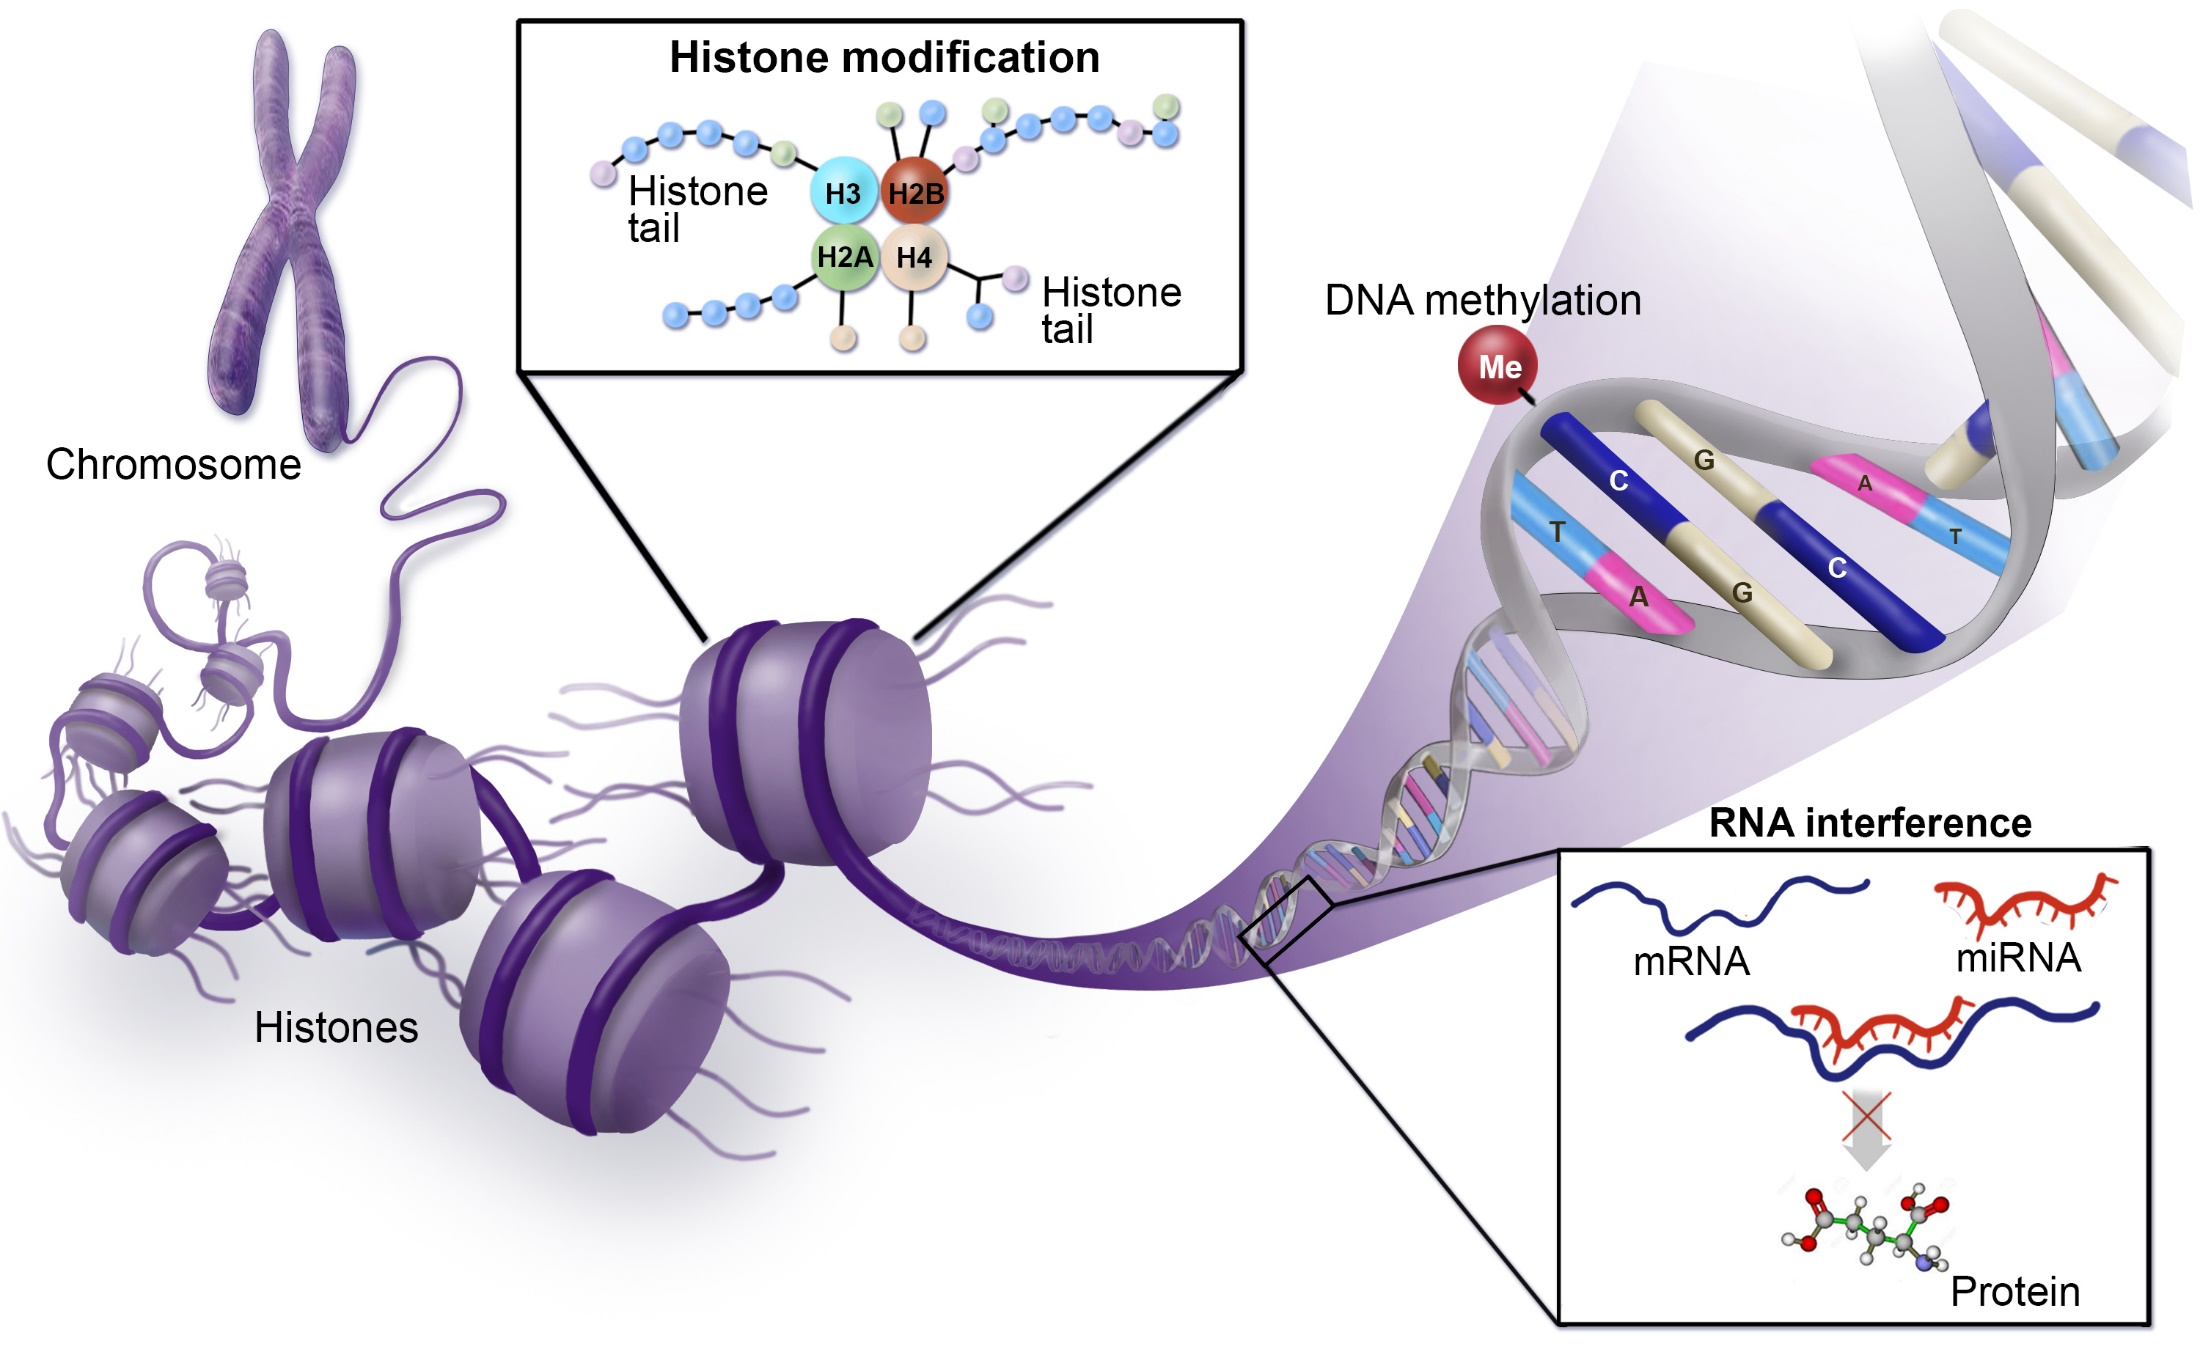 Histone modification
H3
H2B
Histone
tail
H2A
H4
Histone
tail
Chromosome
DNA methylation
Me
C
G
A
T
T
C
A
G
Histones
RNA interference
mRNA
miRNA
Protein